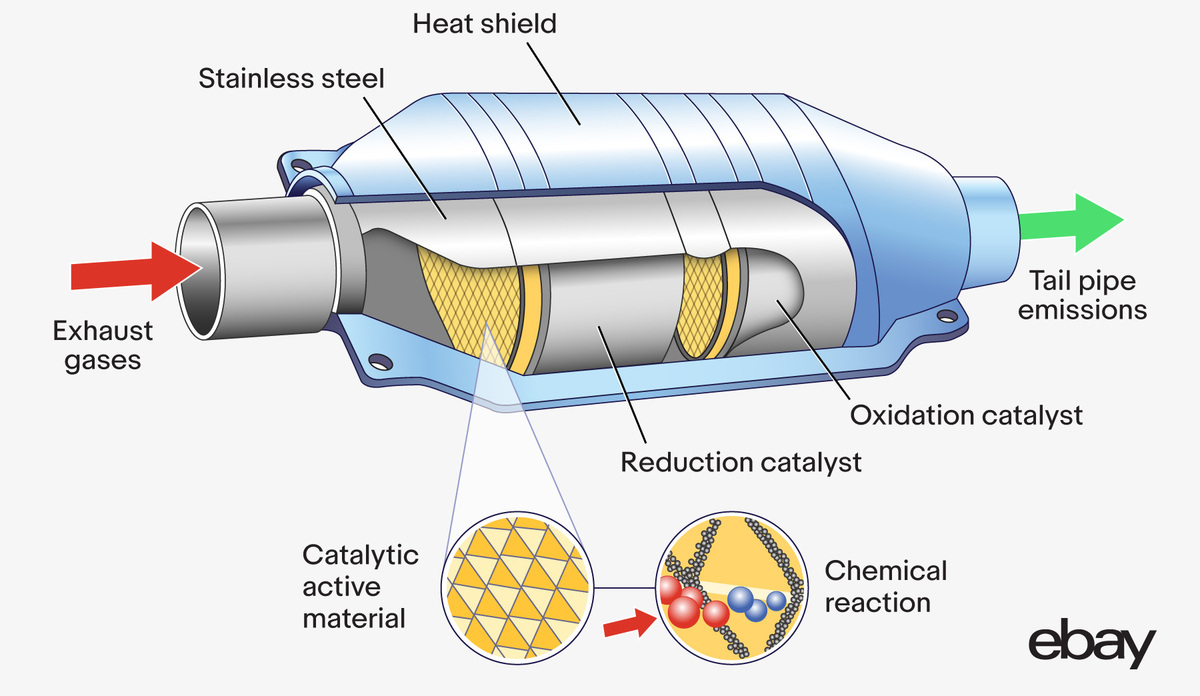 Heat shield
Stainless steel
Exhaust
gases
Tail pipe
emissions
Oxidation catalyst
Reduction catalyst
Catalytic
active
material
Chemical
reaction
ebay